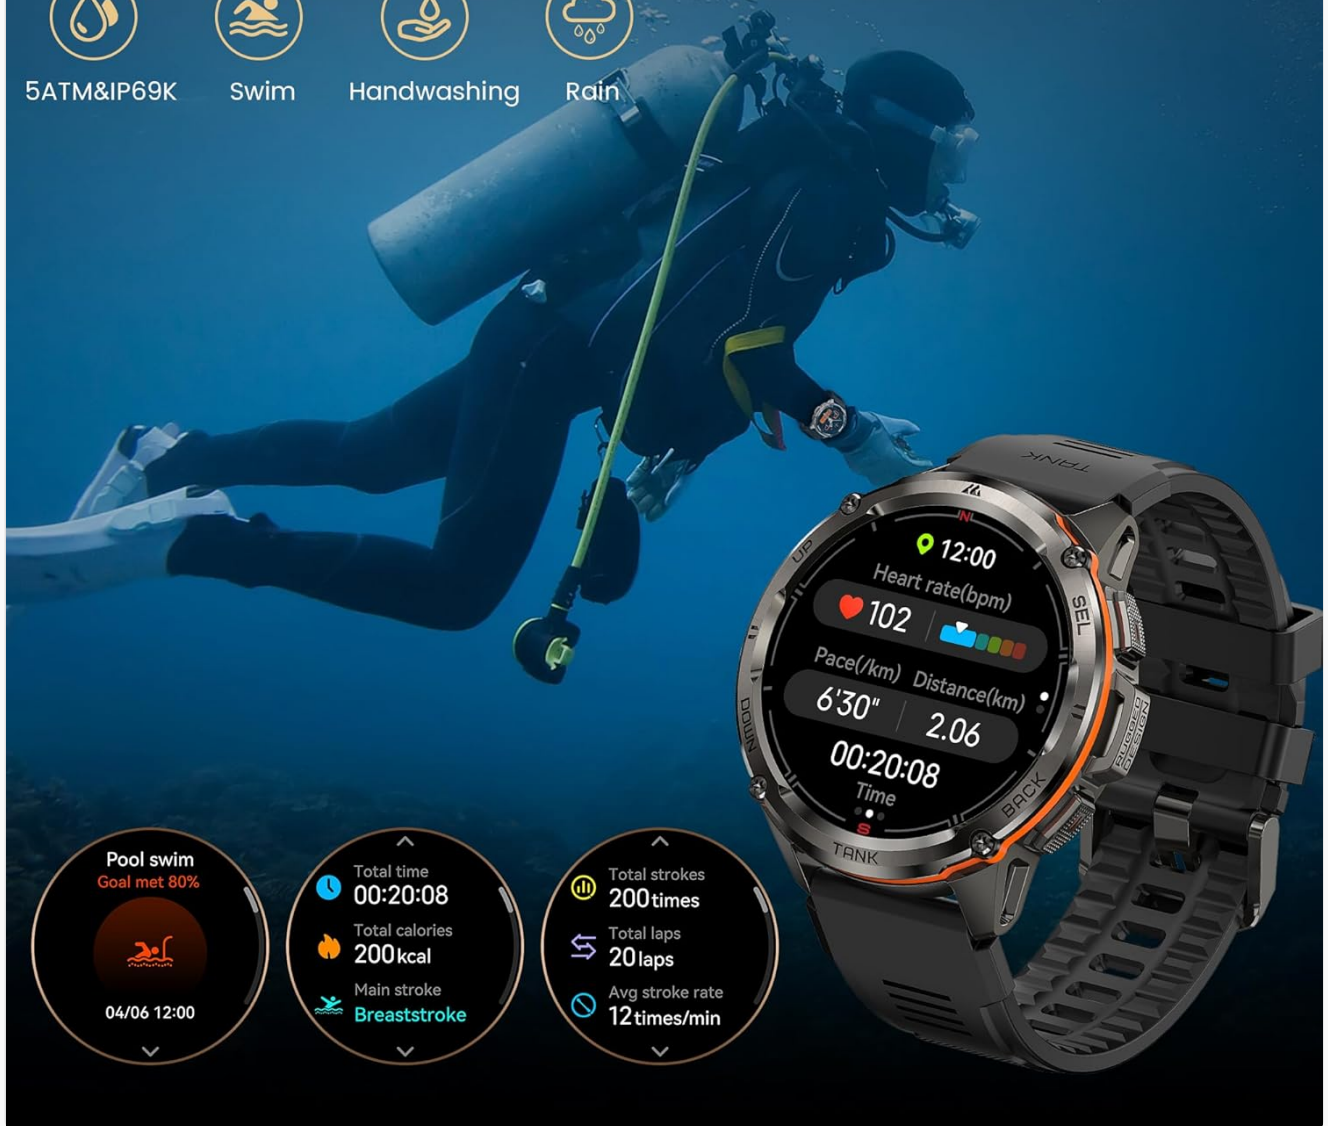 5ATM&IP69K
Swim
Handwashing
Rain
TANK
N
UP
12:00
Heart rate(bpm)
102
SEL
Pace(/km) Distance(km)
6'30" 2.06
00:20:08
Time
S
DOWN
BACK
TANK
RUGGED
DESIGN
Pool swim
Goal met 80%
04/06 12:00
Total time
00:20:08
Total calories
200kcal
Main stroke
Breaststroke
Total strokes
200times
Total laps
20laps
Avg stroke rate
12times/min